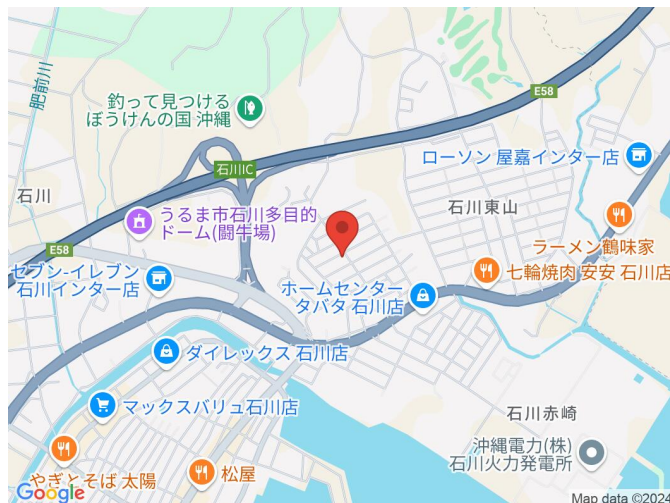 肥前川
釣って見つける
ぼうけんの国 沖縄
E58
石川IC
石川
うるま市石川多目的
ドーム(闘牛場)
E58
セブン-イレブン
石川インター店
ローソン 屋嘉インター店
石川東山
ラーメン鶴味家
七輪焼肉 安安 石川店
ホームセンター
タバタ 石川店
ダイレックス 石川店
マックスバリュ石川店
石川赤崎
沖縄電力(株)
石川火力発電所
やぎとそば 太陽
松屋
Google
Map data ©2024